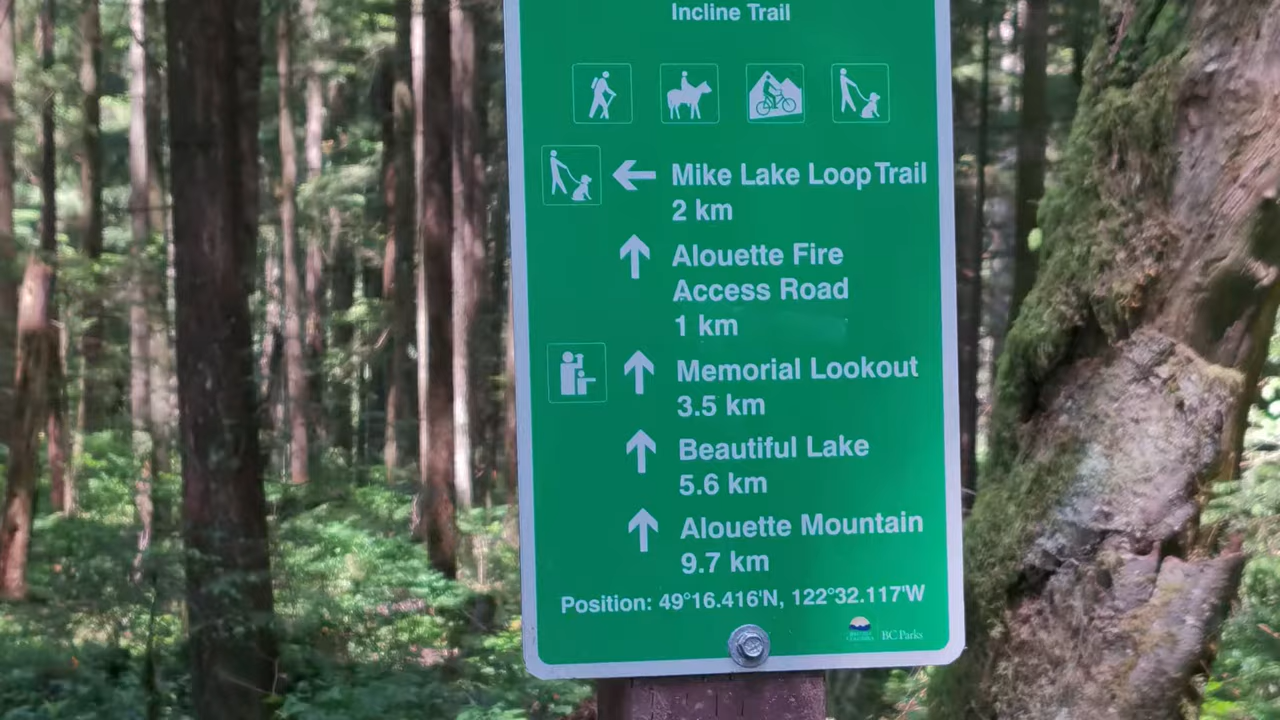 Incline Trail
← Mike Lake Loop Trail
2 km
↑ Alouette Fire
Access Road
1 km
↑ Memorial Lookout
3.5 km
↑ Beautiful Lake
5.6 km
↑ Alouette Mountain
9.7 km
Position: 49°16.416'N, 122°32.117'W
BC Parks